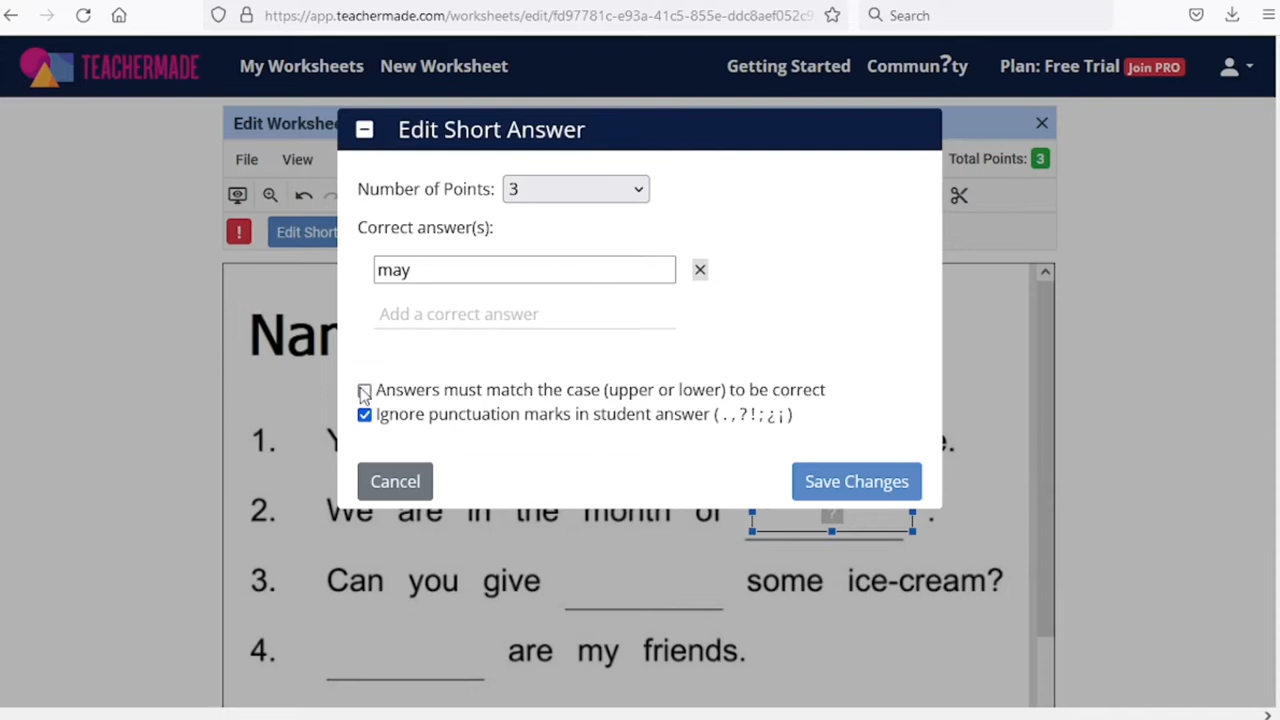 https://app.teachermade.com/worksheets/edit/fd97781c-e93a-41c5-855e-ddc8aef052c9
Search
TEACHERMADE
My Worksheets
New Worksheet
Getting Started
Commun?ty
Plan: Free Trial
Join PRO
Edit Workshe
Edit Short Answer
File
View
Total Points: 3
Number of Points: 3
Correct answer(s):
Edit Short
may
Add a correct answer
Nar
Answers must match the case (upper or lower) to be correct
Ignore punctuation marks in student answer ( . , ? ! ; ¿ ¡ )
1. Y e.
Cancel
Save Changes
2. We are in the month of ? .
3. Can you give some ice-cream?
4. are my friends.